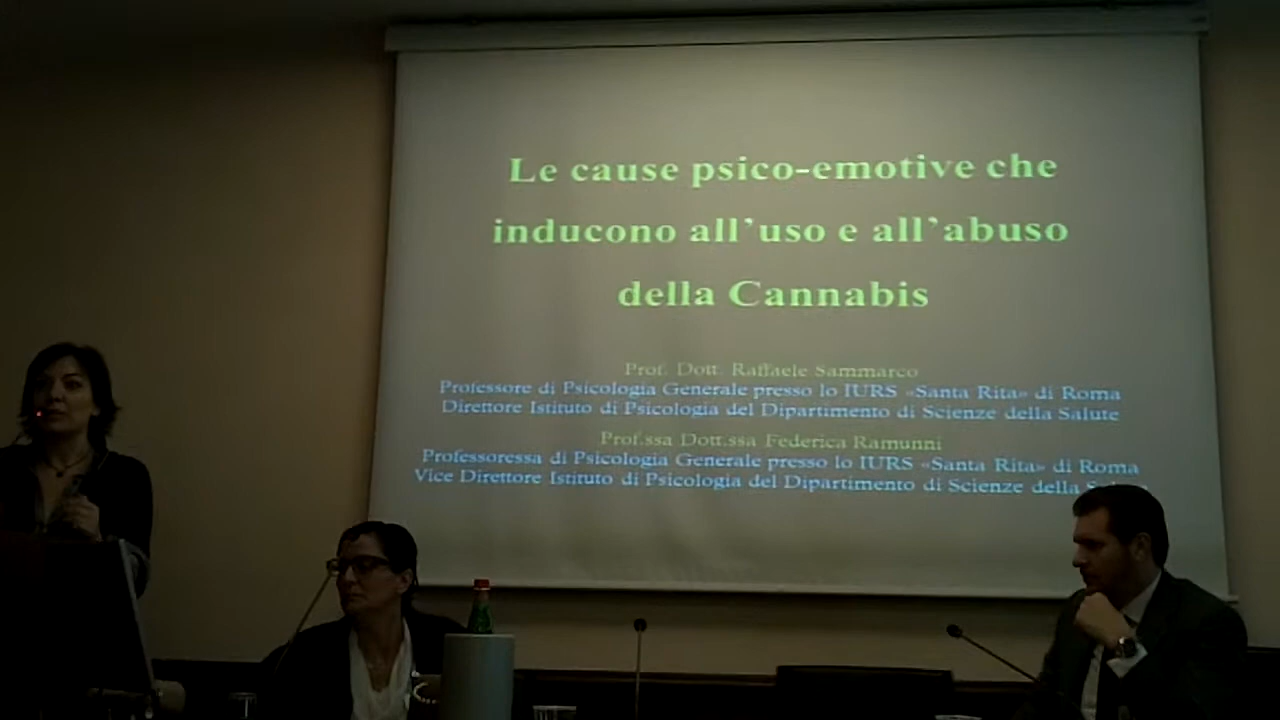 Le cause psico-emotive che
inducono all'uso e all'abuso
della Cannabis
Prof. Dott. Raffaele Sammarco
Professore di Psicologia Generale presso lo IURS «Santa Rita» di Roma
Direttore Istituto di Psicologia del Dipartimento di Scienze della Salute
Prof.ssa Dott.ssa Federica Ramunni
Professoressa di Psicologia Generale presso lo IURS «Santa Rita» di Roma
Vice Direttore Istituto di Psicologia del Dipartimento di Scienze della